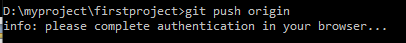 D:\myproject\firstproject>git push origin
info: please complete authentication in your browser...